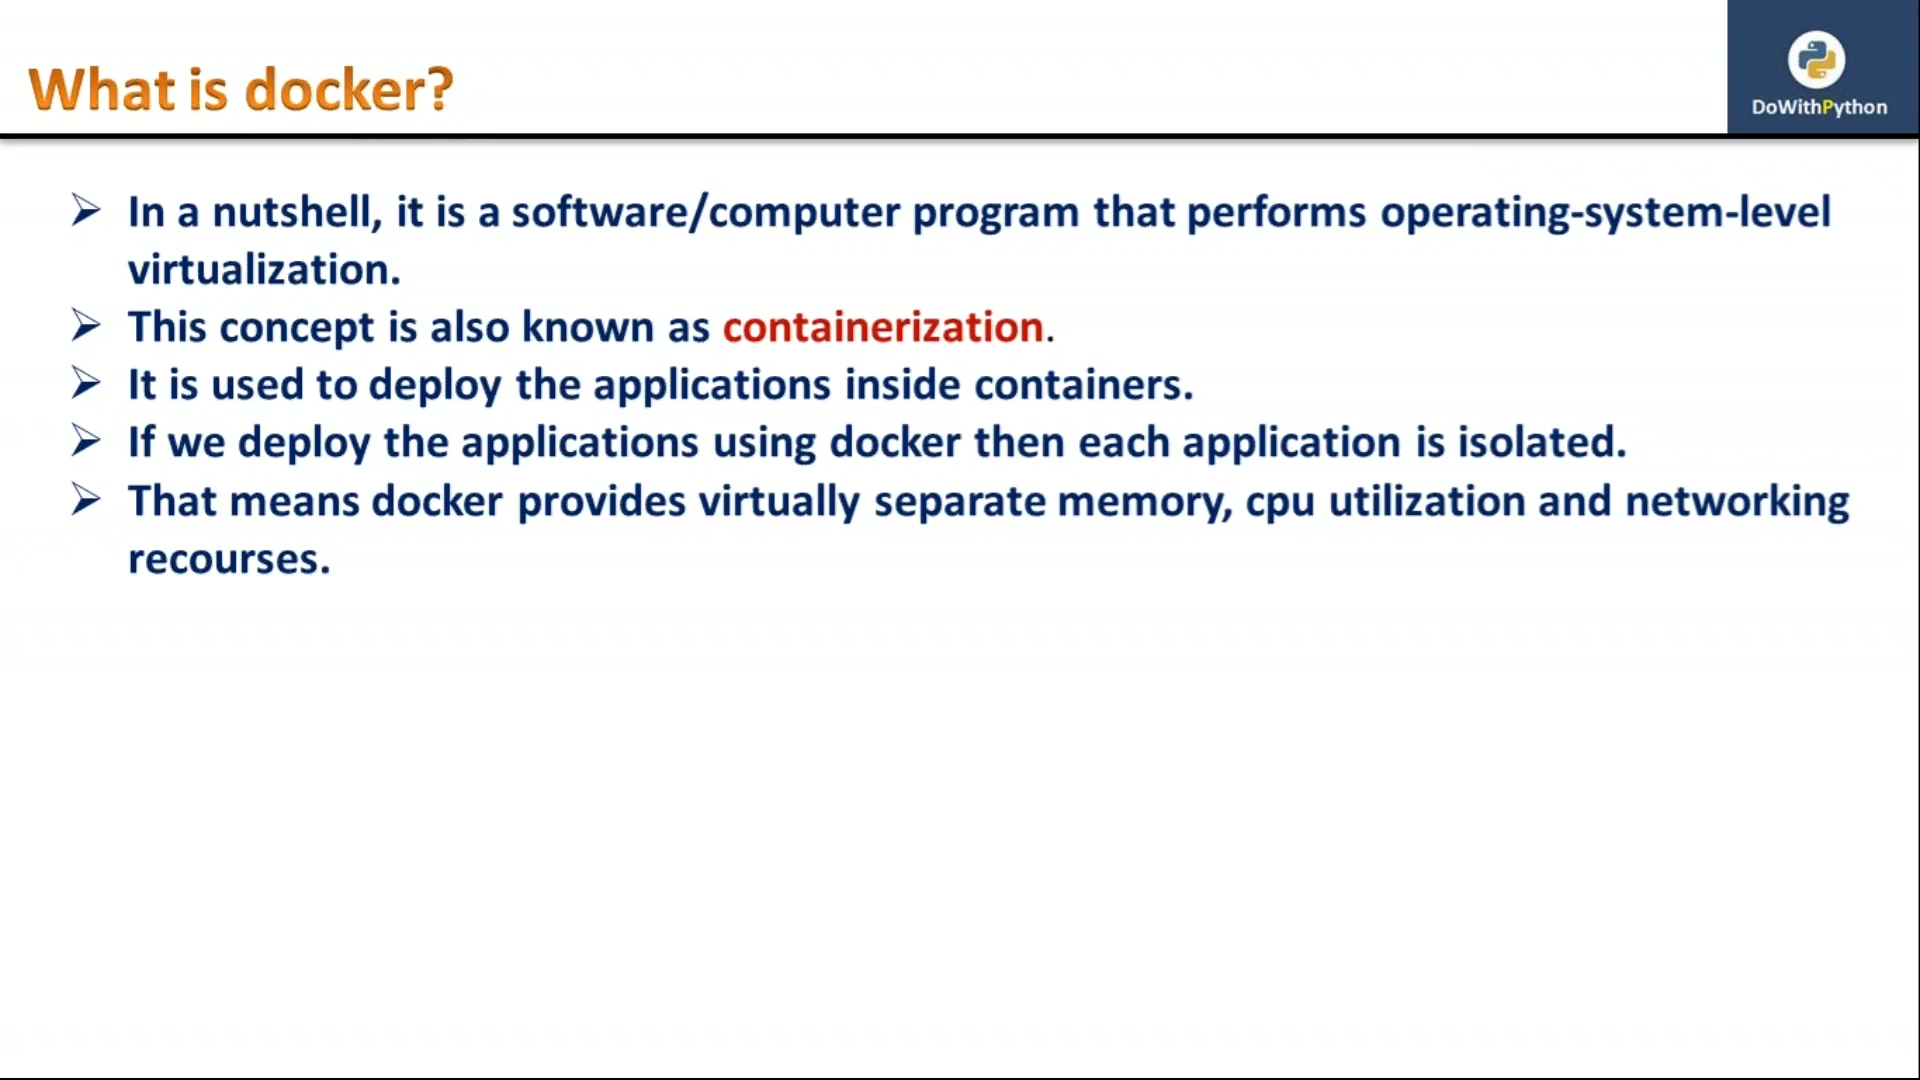 What is docker?
DoWithPython
➢ In a nutshell, it is a software/computer program that performs operating-system-level
virtualization.
➢ This concept is also known as containerization.
➢ It is used to deploy the applications inside containers.
➢ If we deploy the applications using docker then each application is isolated.
➢ That means docker provides virtually separate memory, cpu utilization and networking
recourses.